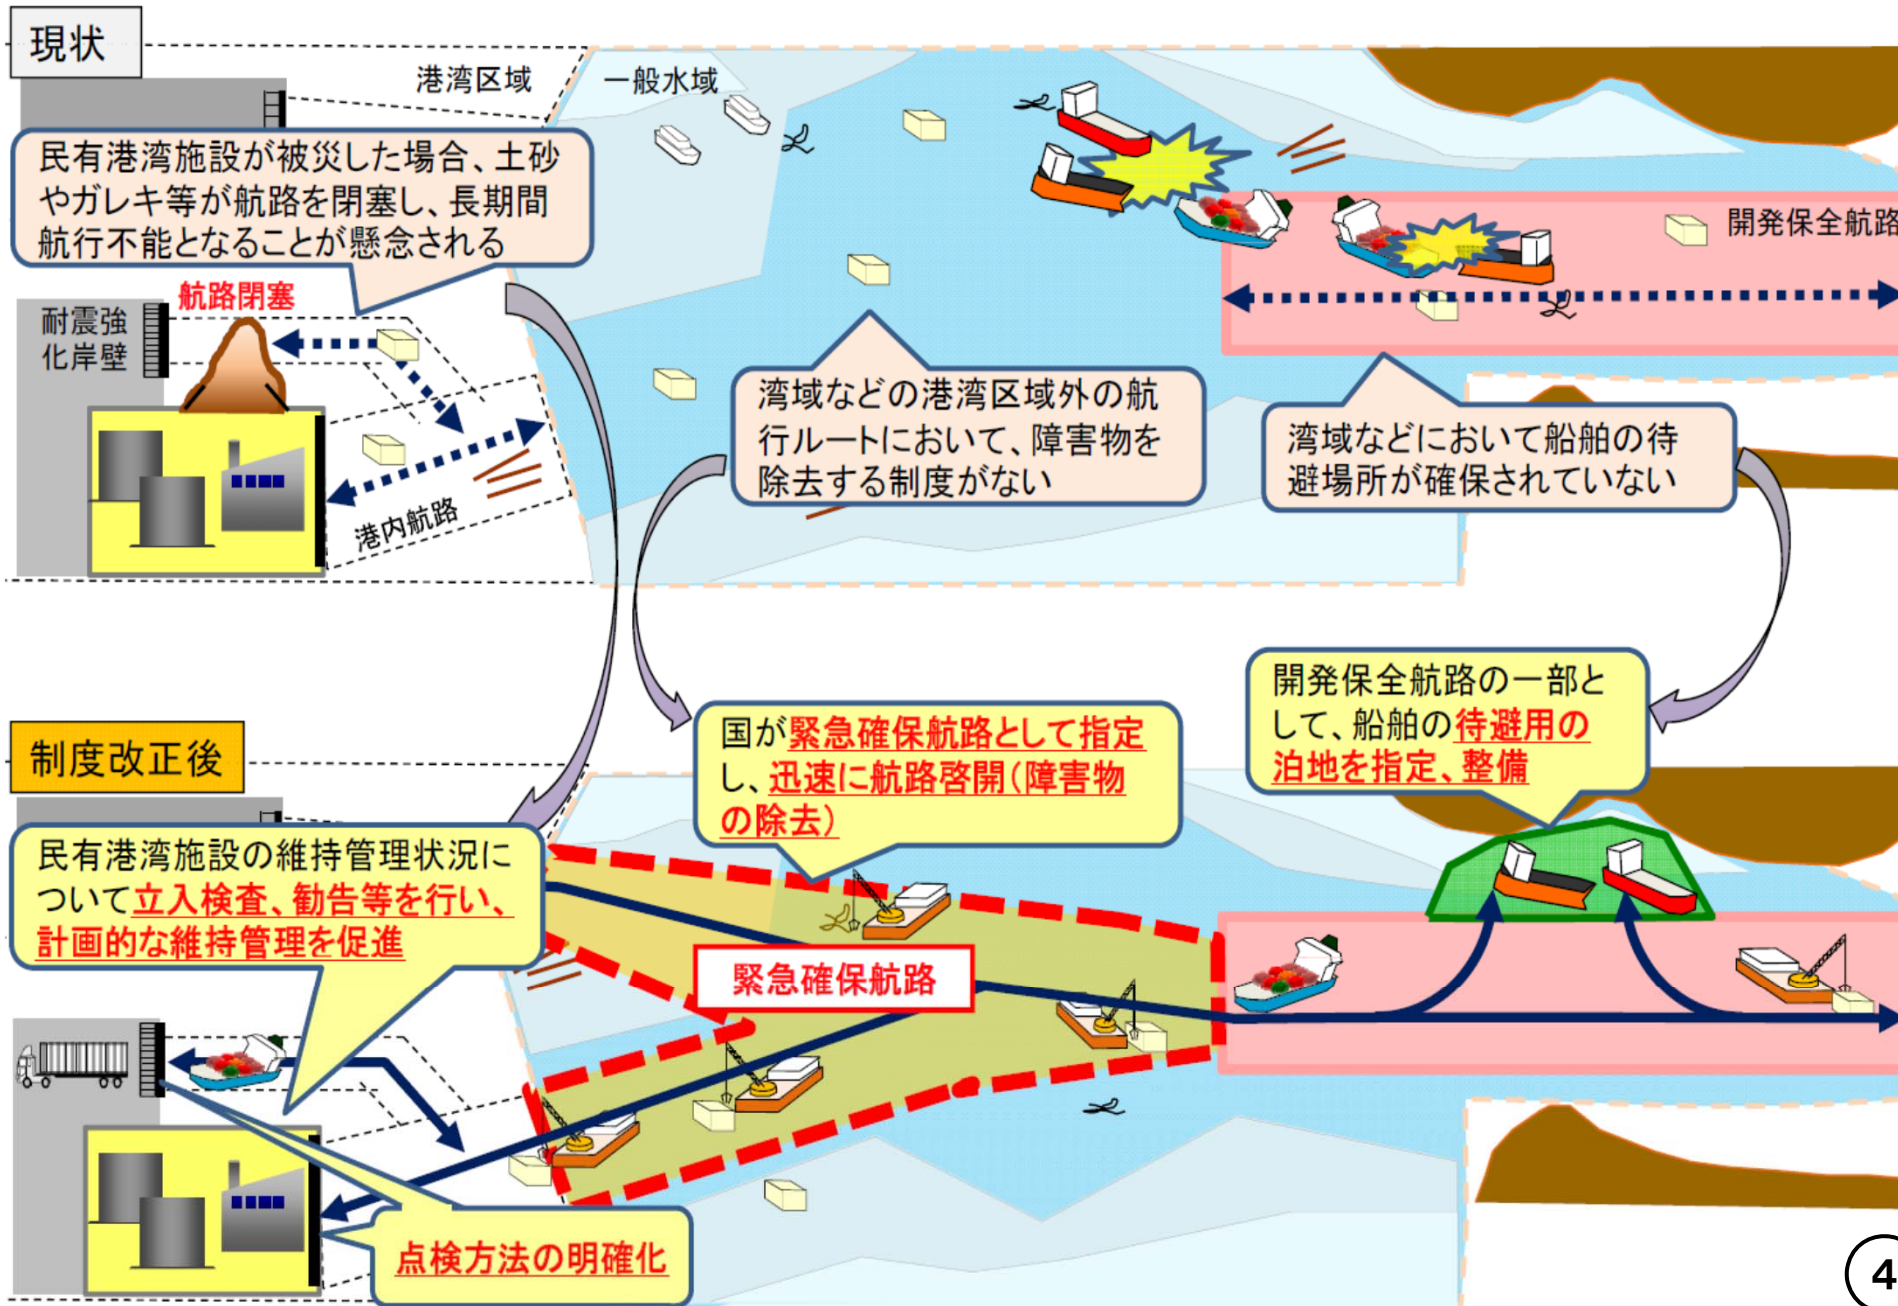 現状
港湾区域
一般水域
民有港湾施設が被災した場合、土砂
やガレキ等が航路を閉塞し、長期間
航行不能となることが懸念される
開発保全航路
航路閉塞
耐震強
化岸壁
湾域などの港湾区域外の航
行ルートにおいて、障害物を
除去する制度がない
湾域などにおいて船舶の待
避場所が確保されていない
港内航路
開発保全航路の一部と
して、船舶の待避用の
泊地を指定、整備
国が緊急確保航路として指定
し、迅速に航路啓開(障害物
の除去)
制度改正後
民有港湾施設の維持管理状況に
ついて立入検査、勧告等を行い、
計画的な維持管理を促進
緊急確保航路
点検方法の明確化
4